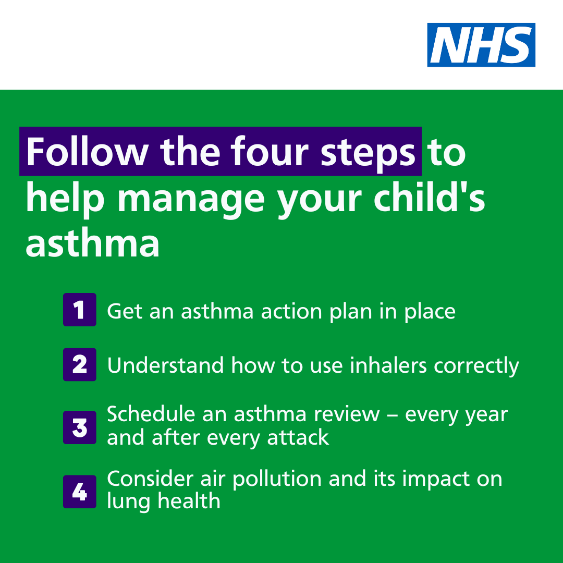 NHS
Follow the four steps to
help manage your child's
asthma
1 Get an asthma action plan in place
2 Understand how to use inhalers correctly
3 Schedule an asthma review – every year
and after every attack
4 Consider air pollution and its impact on
lung health